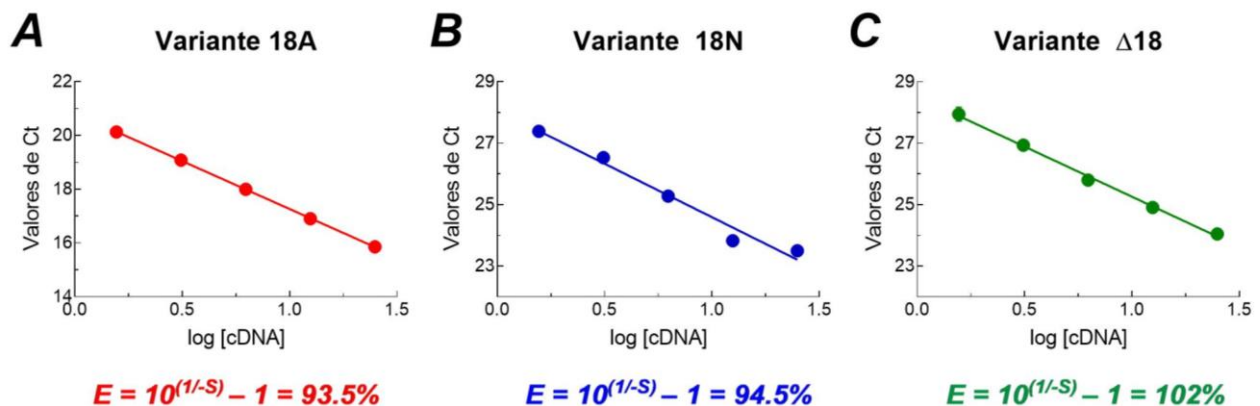 A
Variante 18A
Valores de Ct
22
20
18
16
14
0.0
0.5
1.0
1.5
log [cDNA]
E = 10(1/-S) – 1 = 93.5%
B
Variante 18N
Valores de Ct
29
27
25
23
0.0
0.5
1.0
1.5
log [cDNA]
E = 10(1/-S) – 1 = 94.5%
C
Variante Δ18
Valores de Ct
29
27
25
23
0.0
0.5
1.0
1.5
log [cDNA]
E = 10(1/-S) – 1 = 102%